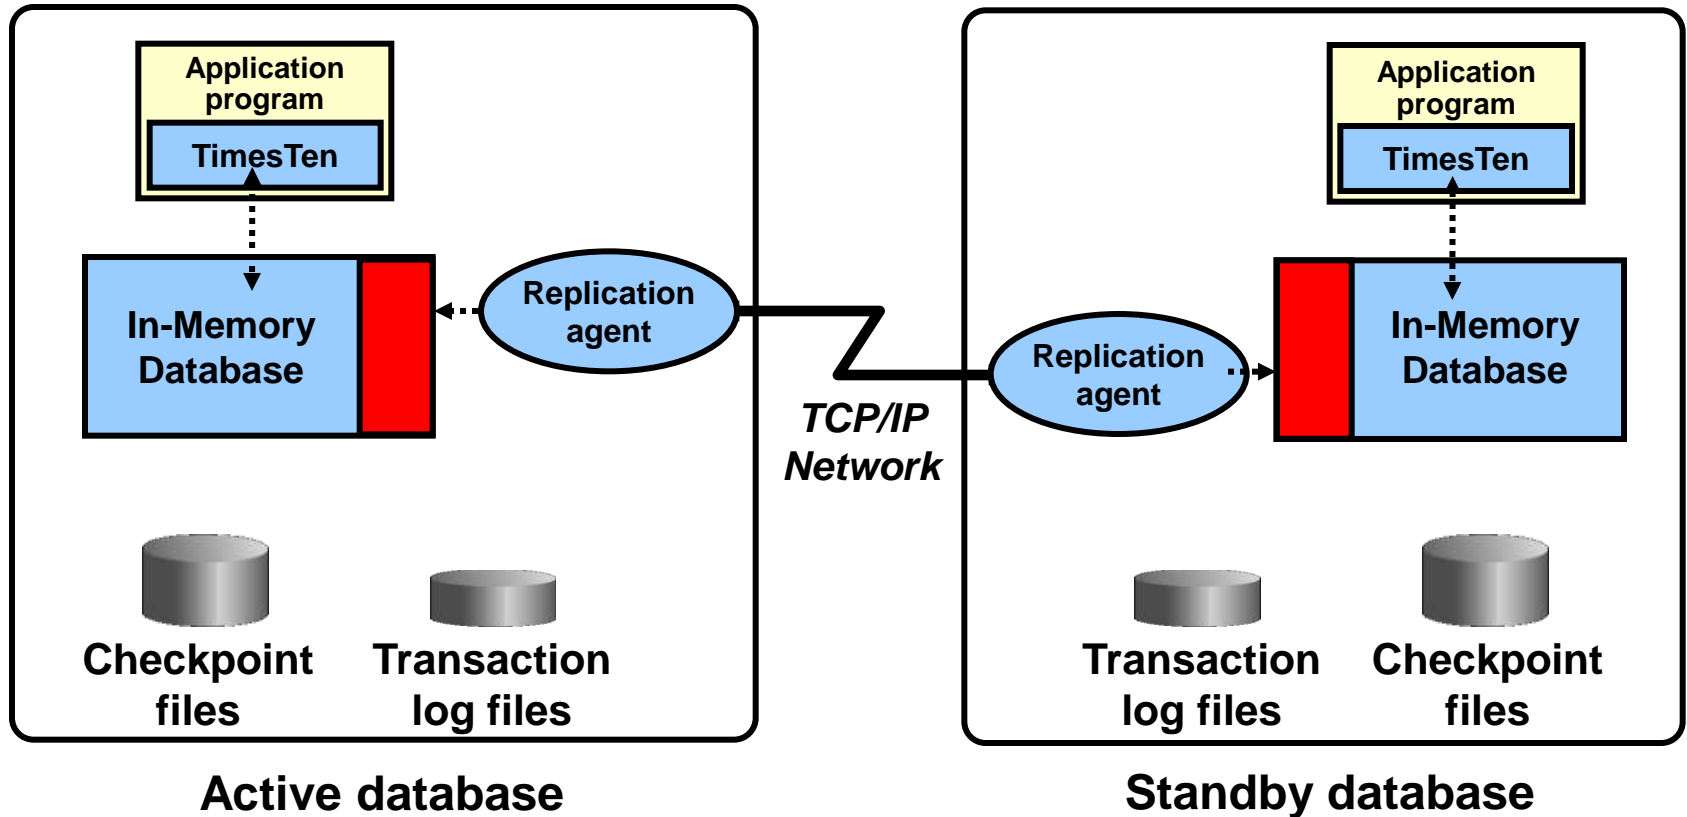 Application
program
TimesTen
In-Memory
Database
Replication
agent
Checkpoint
files
Transaction
log files
Active database
TCP/IP
Network
Application
program
TimesTen
Replication
agent
In-Memory
Database
Transaction
log files
Checkpoint
files
Standby database